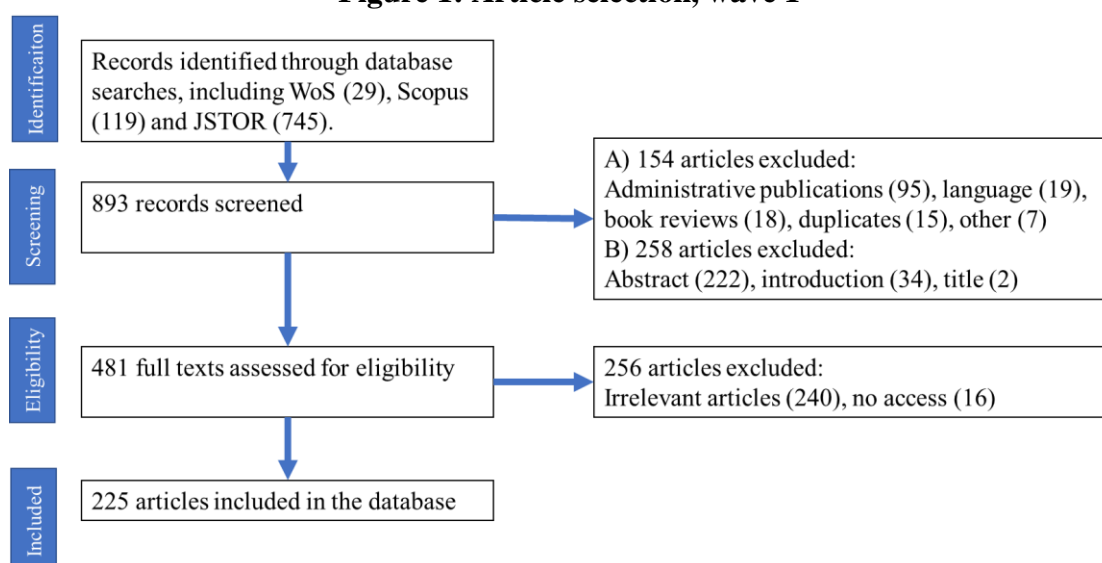 Figure 1: Article selection, wave 1
Identificaiton
Records identified through database
searches, including WoS (29), Scopus
(119) and JSTOR (745).
Screening
893 records screened
A) 154 articles excluded:
Administrative publications (95), language (19),
book reviews (18), duplicates (15), other (7)
B) 258 articles excluded:
Abstract (222), introduction (34), title (2)
Eligibility
481 full texts assessed for eligibility
256 articles excluded:
Irrelevant articles (240), no access (16)
Included
225 articles included in the database